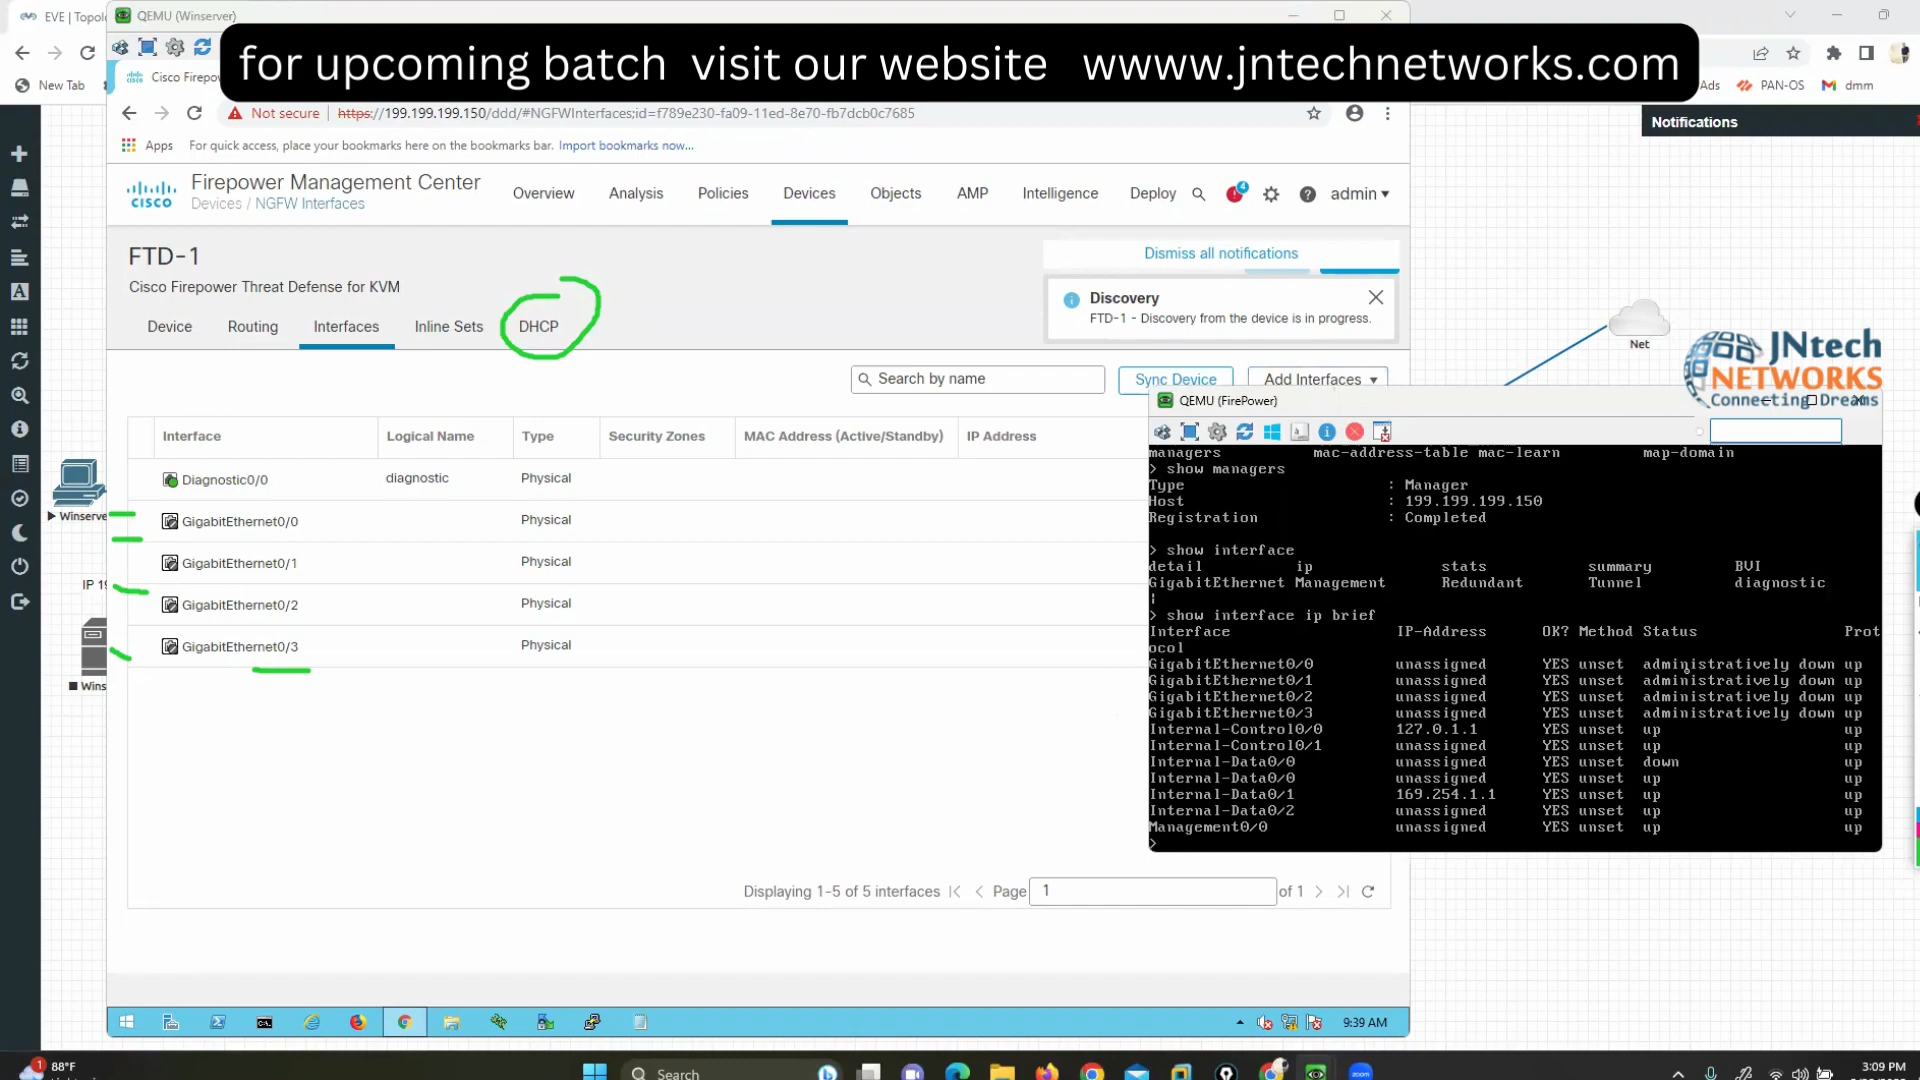 EVE | Topol
QEMU (Winserver)
for upcoming batch visit our website wwww.jntechnetworks.com
Cisco Firepow
New Tab
Ads
PAN-OS
dmm
Not secure
https://199.199.199.150/ddd/#NGFWInterfaces;id=f789e230-fa09-11ed-8e70-fb7dcb0c7685
Notifications
Apps
For quick access, place your bookmarks here on the bookmarks bar. Import bookmarks now...
CISCO
Firepower Management Center
Devices / NGFW Interfaces
Overview
Analysis
Policies
Devices
Objects
AMP
Intelligence
Deploy
4
admin
FTD-1
Cisco Firepower Threat Defense for KVM
Dismiss all notifications
Discovery
FTD-1 - Discovery from the device is in progress.
Device
Routing
Interfaces
Inline Sets
DHCP
Net
JNtech
NETWORKS
Connecting Dreams
Search by name
Sync Device
Add Interfaces
QEMU (FirePower)
Interface
Logical Name
Type
Security Zones
MAC Address (Active/Standby)
IP Address
Diagnostic0/0 diagnostic Physical
GigabitEthernet0/0 Physical
GigabitEthernet0/1 Physical
GigabitEthernet0/2 Physical
GigabitEthernet0/3 Physical
Winserve
IP 19
Wins
managers mac-address-table mac-learn map-domain
> show managers
Type : Manager
Host : 199.199.199.150
Registration : Completed
> show interface
detail ip stats summary BVI
GigabitEthernet Management Redundant Tunnel diagnostic
|
> show interface ip brief
Interface IP-Address OK? Method Status Prot
ocol
GigabitEthernet0/0 unassigned YES unset administratively down up
GigabitEthernet0/1 unassigned YES unset administratively down up
GigabitEthernet0/2 unassigned YES unset administratively down up
GigabitEthernet0/3 unassigned YES unset administratively down up
Internal-Control0/0 127.0.1.1 YES unset up up
Internal-Control0/1 unassigned YES unset up up
Internal-Data0/0 unassigned YES unset down up
Internal-Data0/0 unassigned YES unset up up
Internal-Data0/1 169.254.1.1 YES unset up up
Internal-Data0/2 unassigned YES unset up up
Management0/0 unassigned YES unset up up
>
Displaying 1-5 of 5 interfaces
Page 1 of 1
9:39 AM
1
88°F
Search
zoom
3:09 PM